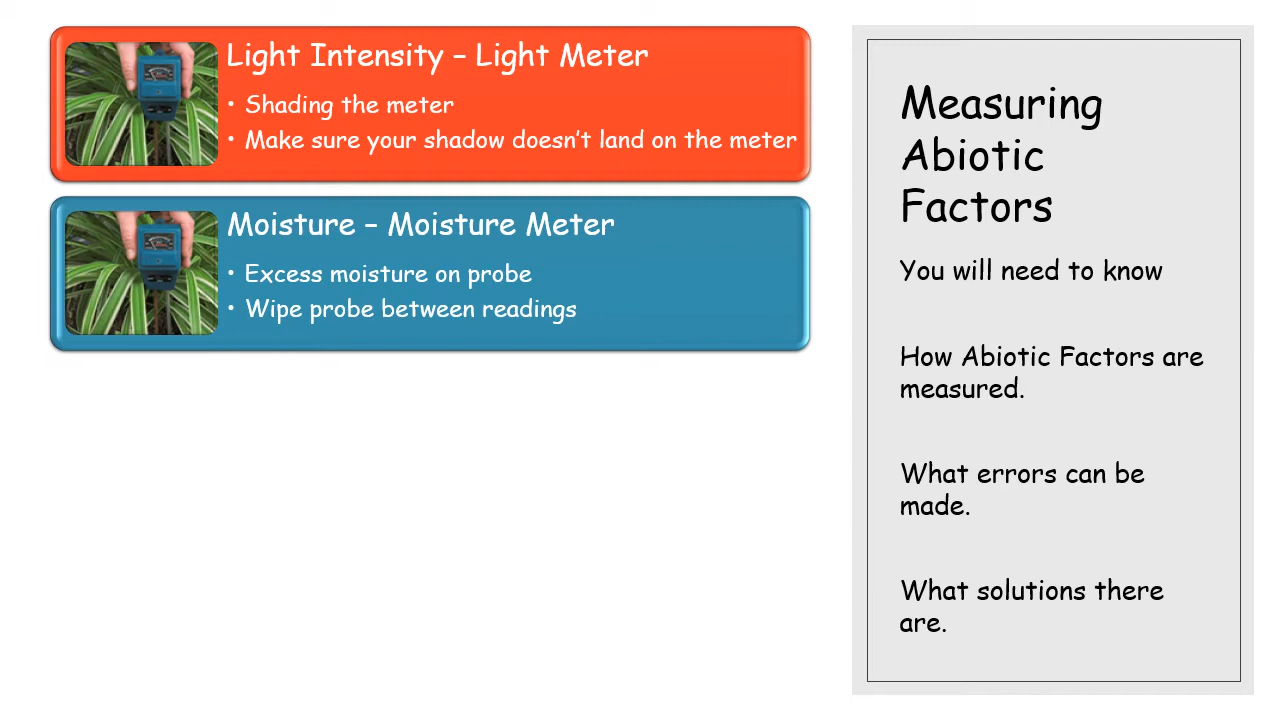 Light Intensity – Light Meter
• Shading the meter
• Make sure your shadow doesn’t land on the meter
Moisture – Moisture Meter
• Excess moisture on probe
• Wipe probe between readings
Measuring
Abiotic
Factors
You will need to know
How Abiotic Factors are
measured.
What errors can be
made.
What solutions there
are.